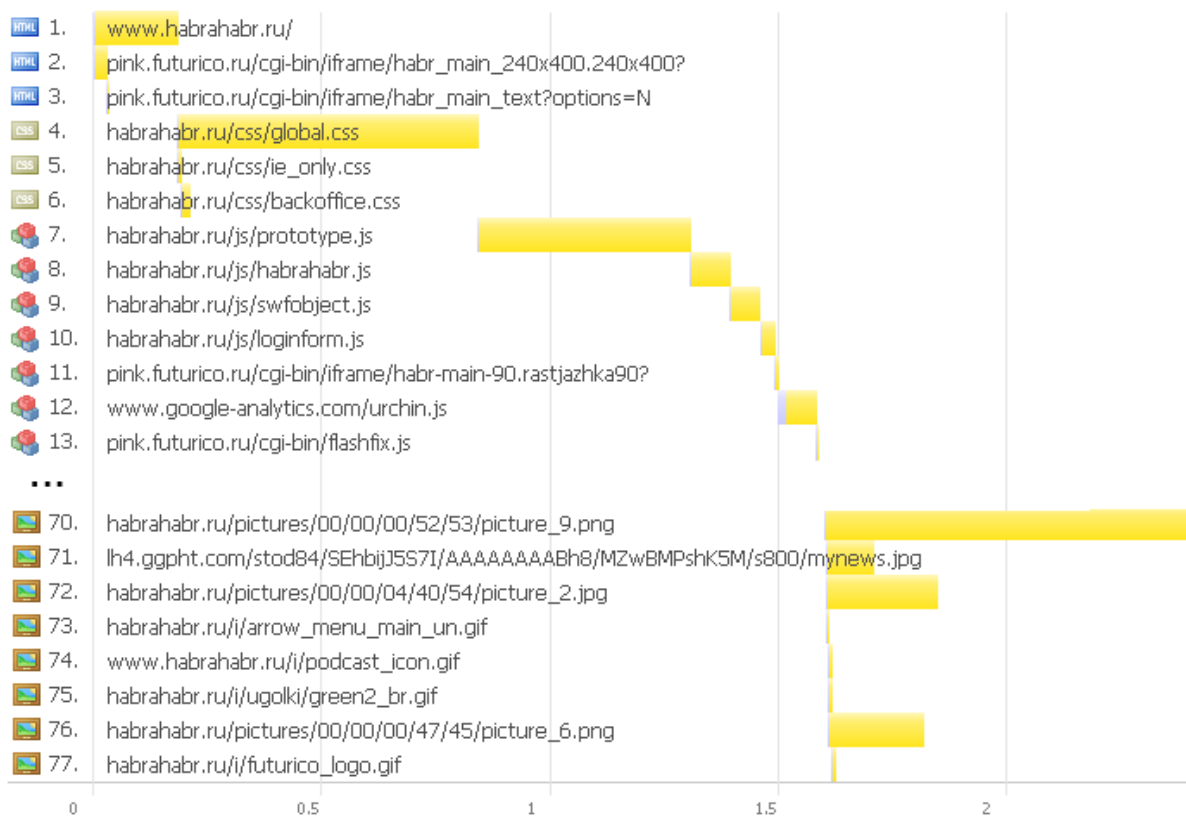 HTML 1. www.habrahabr.ru/
HTML 2. pink.futurico.ru/cgi-bin/iframe/habr_main_240x400.240x400?
HTML 3. pink.futurico.ru/cgi-bin/iframe/habr_main_text?options=N
CSS 4. habrahabr.ru/css/global.css
CSS 5. habrahabr.ru/css/ie_only.css
CSS 6. habrahabr.ru/css/backoffice.css
7. habrahabr.ru/js/prototype.js
8. habrahabr.ru/js/habrahabr.js
9. habrahabr.ru/js/swfobject.js
10. habrahabr.ru/js/loginform.js
11. pink.futurico.ru/cgi-bin/iframe/habr-main-90.rastjazhka90?
12. www.google-analytics.com/urchin.js
13. pink.futurico.ru/cgi-bin/flashfix.js
...
70. habrahabr.ru/pictures/00/00/00/52/53/picture_9.png
71. lh4.ggpht.com/stod84/SEhbijJ5S7I/AAAAAAAABh8/MZwBMPshK5M/s800/mynews.jpg
72. habrahabr.ru/pictures/00/00/04/40/54/picture_2.jpg
73. habrahabr.ru/i/arrow_menu_main_un.gif
74. www.habrahabr.ru/i/podcast_icon.gif
75. habrahabr.ru/i/ugolki/green2_br.gif
76. habrahabr.ru/pictures/00/00/00/47/45/picture_6.png
77. habrahabr.ru/i/futurico_logo.gif
0 0.5 1 1.5 2